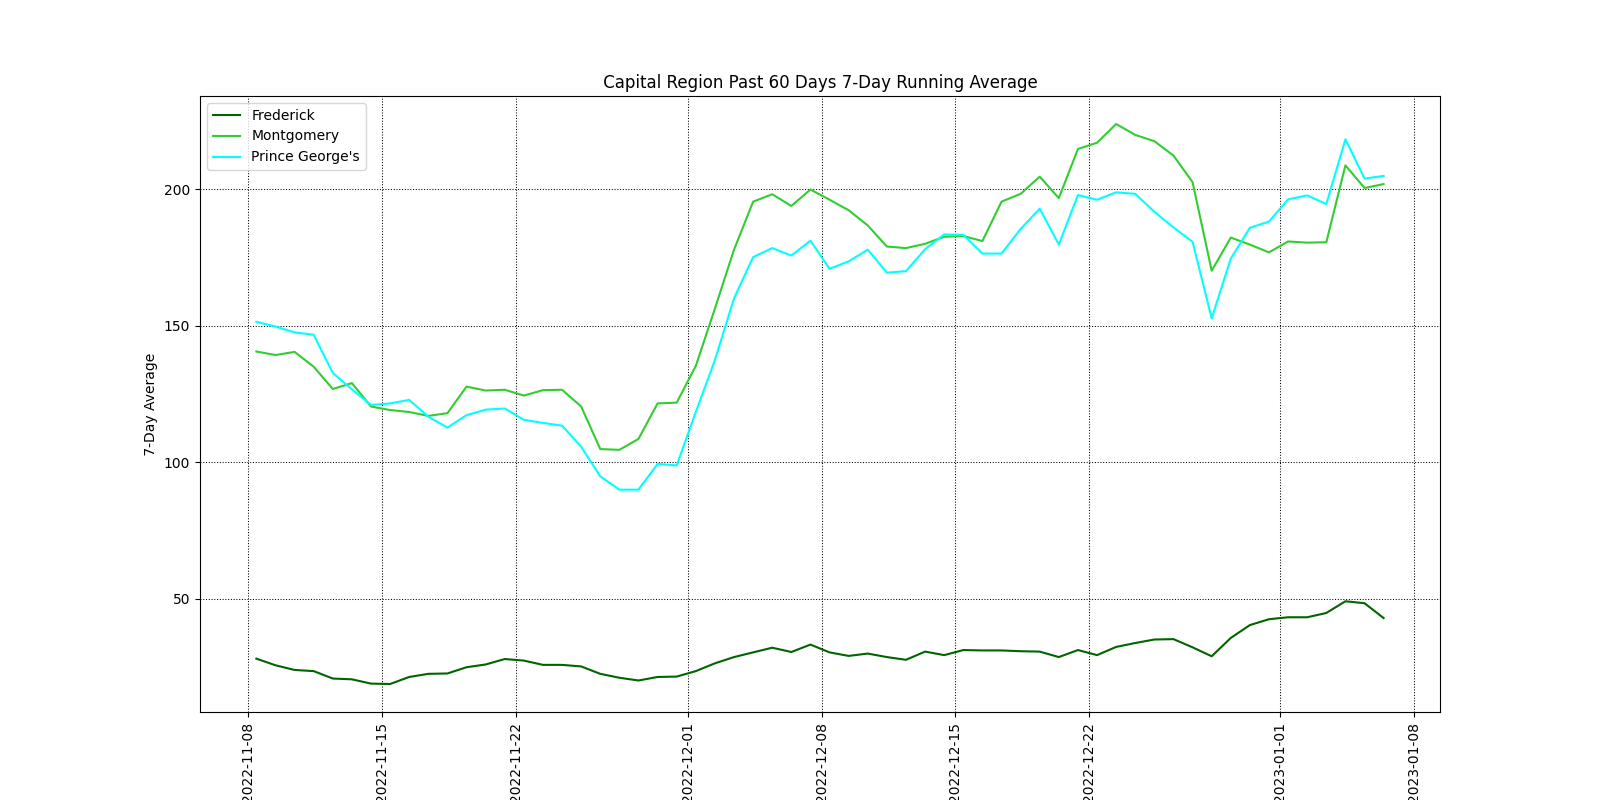 Capital Region Past 60 Days 7-Day Running Average
Frederick
Montgomery
Prince George's
7-Day Average
200
150
100
50
2022-11-08
2022-11-15
2022-11-22
2022-12-01
2022-12-08
2022-12-15
2022-12-22
2023-01-01
2023-01-08